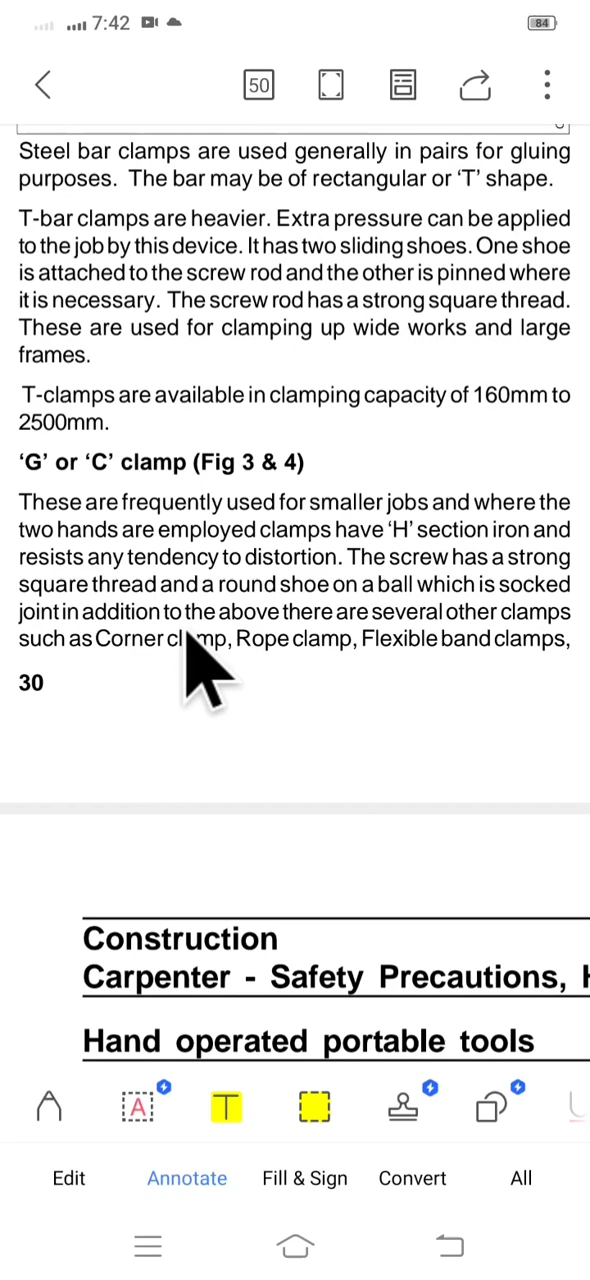 7:42
84
50
Steel bar clamps are used generally in pairs for gluing
purposes. The bar may be of rectangular or 'T' shape.
T-bar clamps are heavier. Extra pressure can be applied
to the job by this device. It has two sliding shoes. One shoe
is attached to the screw rod and the other is pinned where
it is necessary. The screw rod has a strong square thread.
These are used for clamping up wide works and large
frames.
T-clamps are available in clamping capacity of 160mm to
2500mm.
'G' or 'C' clamp (Fig 3 & 4)
These are frequently used for smaller jobs and where the
two hands are employed clamps have 'H' section iron and
resists any tendency to distortion. The screw has a strong
square thread and a round shoe on a ball which is socked
joint in addition to the above there are several other clamps
such as Corner clamp, Rope clamp, Flexible band clamps,
30
Construction
Carpenter - Safety Precautions,
Hand operated portable tools
A
T
Edit
Annotate
Fill & Sign
Convert
All